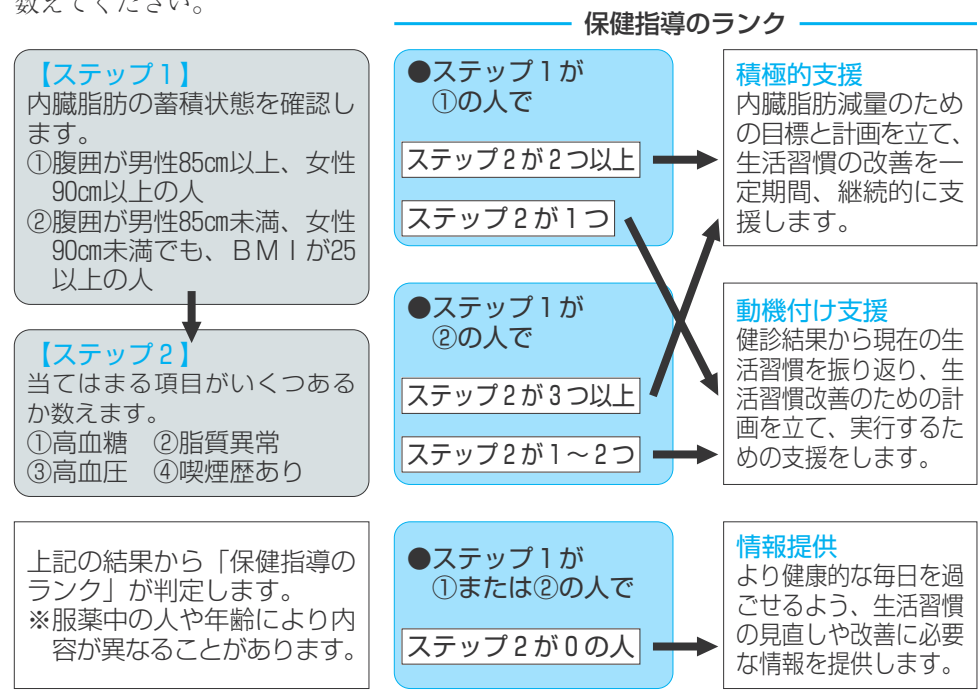 数えてください。
保健指導のランク
【ステップ１】
内臓脂肪の蓄積状態を確認し
ます。
①腹囲が男性85㎝以上、女性
90㎝以上の人
②腹囲が男性85㎝未満、女性
90㎝未満でも、ＢＭＩが25
以上の人
【ステップ２】
当てはまる項目がいくつある
か数えます。
①高血糖　②脂質異常
③高血圧　④喫煙歴あり
上記の結果から「保健指導の
ランク」が判定します。
※服薬中の人や年齢により内
容が異なることがあります。
●ステップ１が
①の人で
ステップ２が２つ以上
ステップ２が１つ
●ステップ１が
②の人で
ステップ２が３つ以上
ステップ２が１～２つ
●ステップ１が
①または②の人で
ステップ２が０の人
積極的支援
内臓脂肪減量のため
の目標と計画を立て、
生活習慣の改善を一
定期間、継続的に支
援します。
動機付け支援
健診結果から現在の生
活習慣を振り返り、生
活習慣改善のための計
画を立て、実行するた
めの支援をします。
情報提供
より健康的な毎日を過
ごせるよう、生活習慣
の見直しや改善に必要
な情報を提供します。